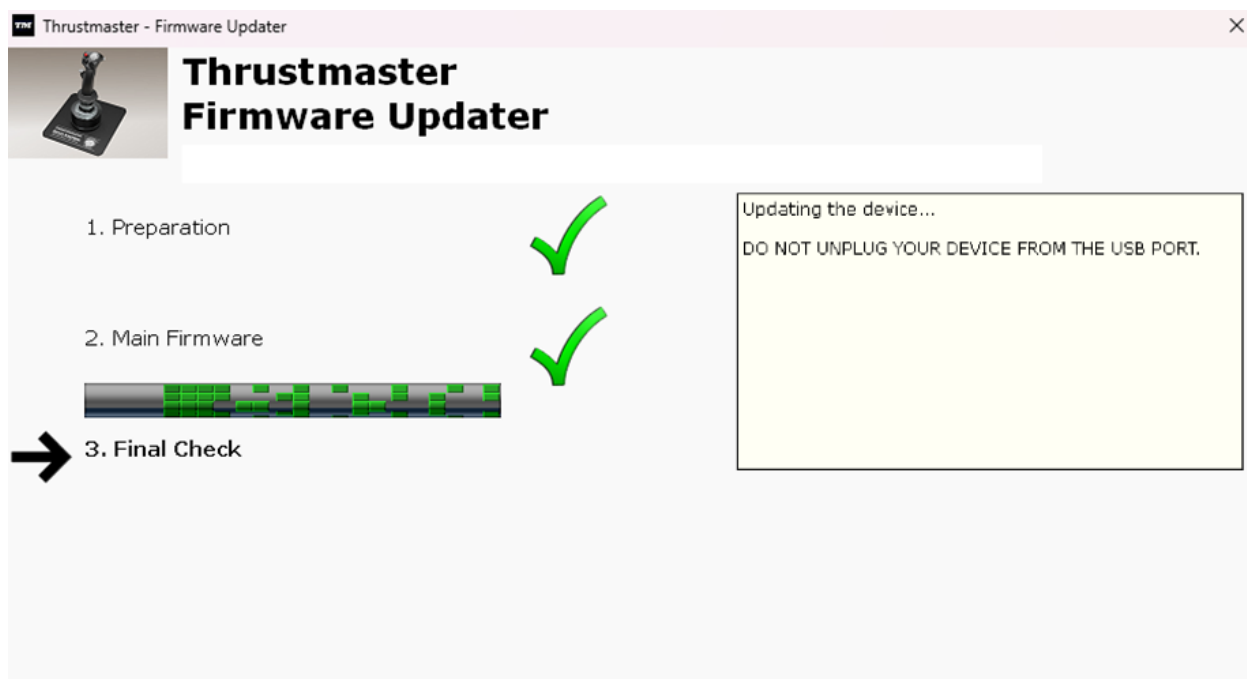 Thrustmaster - Firmware Updater
Thrustmaster
Firmware Updater
1. Preparation
2. Main Firmware
3. Final Check
Updating the device...
DO NOT UNPLUG YOUR DEVICE FROM THE USB PORT.